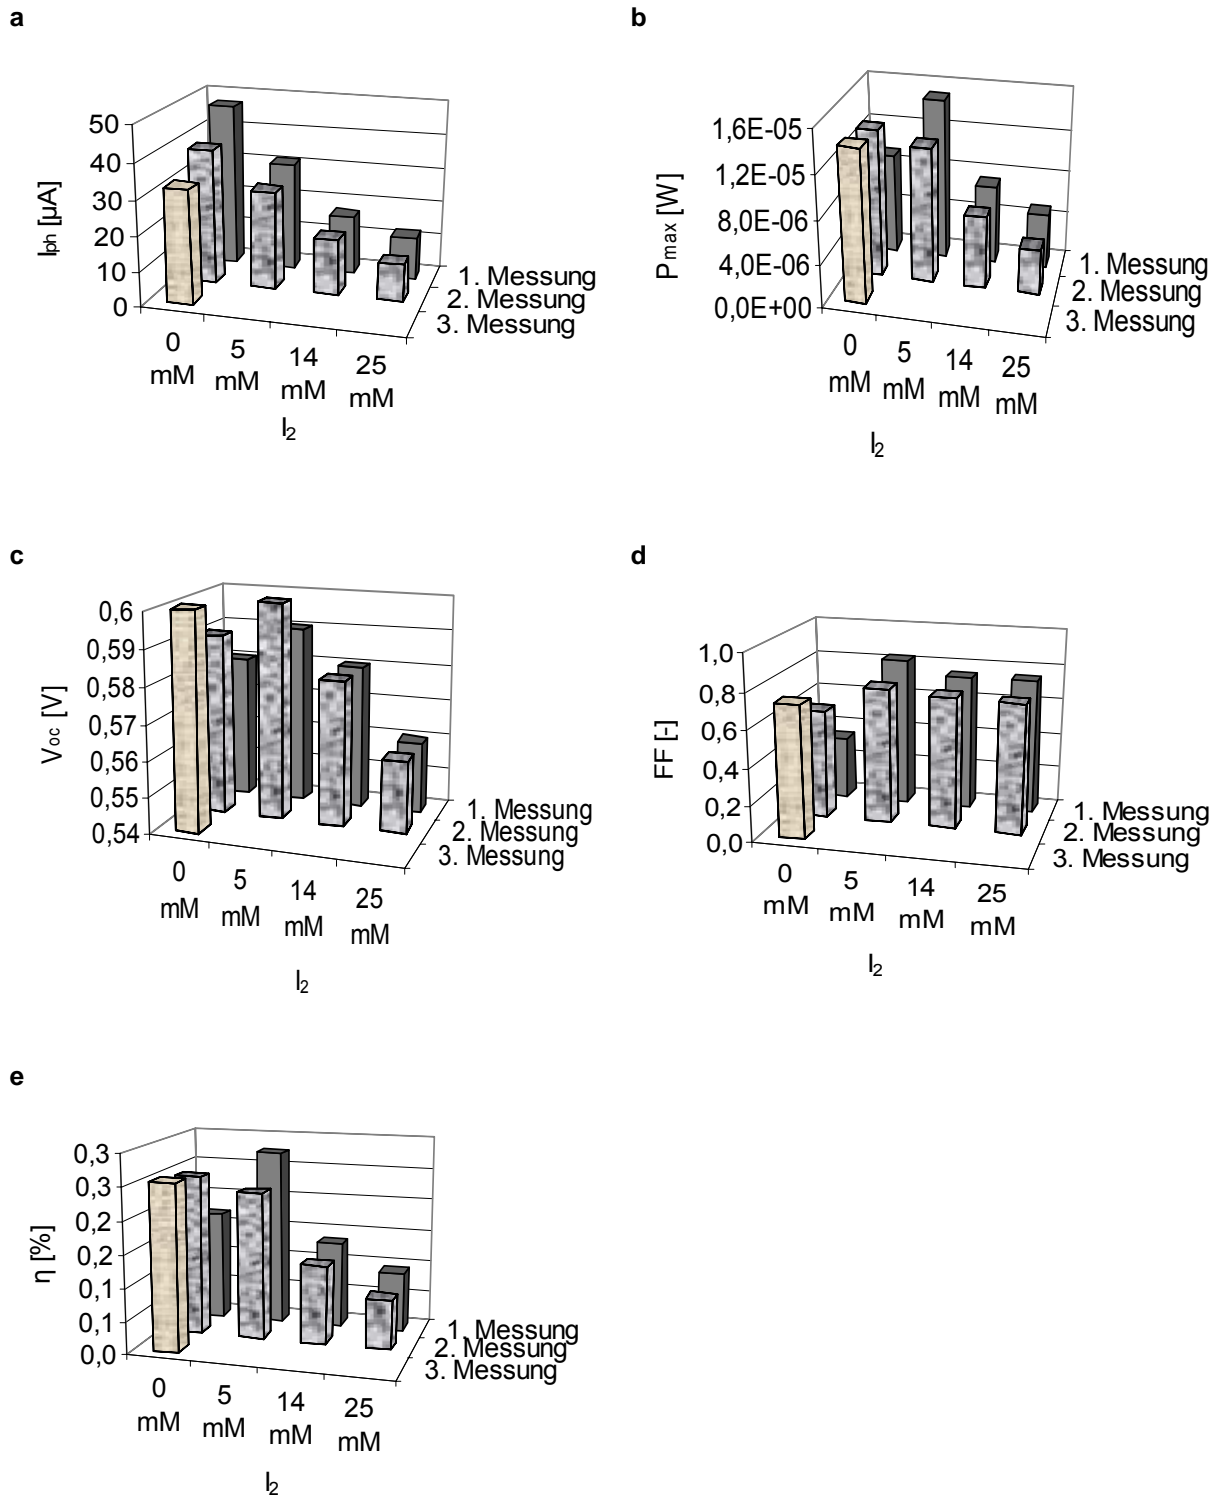 a
50
40
30
20
10
0
Iph [µA]
1. Messung
2. Messung
3. Messung
0 mM
5 mM
14 mM
25 mM
I2
b
1,6E-05
1,2E-05
8,0E-06
4,0E-06
0,0E+00
Pmax [W]
1. Messung
2. Messung
3. Messung
0 mM
5 mM
14 mM
25 mM
I2
c
0,6
0,59
0,58
0,57
0,56
0,55
0,54
Voc [V]
1. Messung
2. Messung
3. Messung
0 mM
5 mM
14 mM
25 mM
I2
d
1,0
0,8
0,6
0,4
0,2
0,0
FF [-]
1. Messung
2. Messung
3. Messung
0 mM
5 mM
14 mM
25 mM
I2
e
0,3
0,3
0,2
0,2
0,1
0,1
0,0
η [%]
1. Messung
2. Messung
3. Messung
0 mM
5 mM
14 mM
25 mM
I2